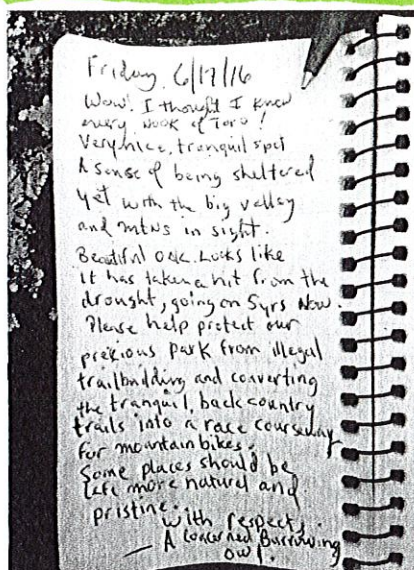 Friday 6/17/16
Wow! I thought I knew
every nook of Toro!
Very nice, tranquil spot
A sense of being sheltered
yet with the big valley
and mtns in sight.
Beautiful oak. Looks like
it has taken a hit from the
drought, going on 5yrs now.
Please help protect our
precious park from illegal
trailbuilding and converting
the tranquil, back country
trails into a race courseway
for mountain bikes.
Some places should be
left more natural and
pristine.
with respect,
— A concerned Burrowing
owl.